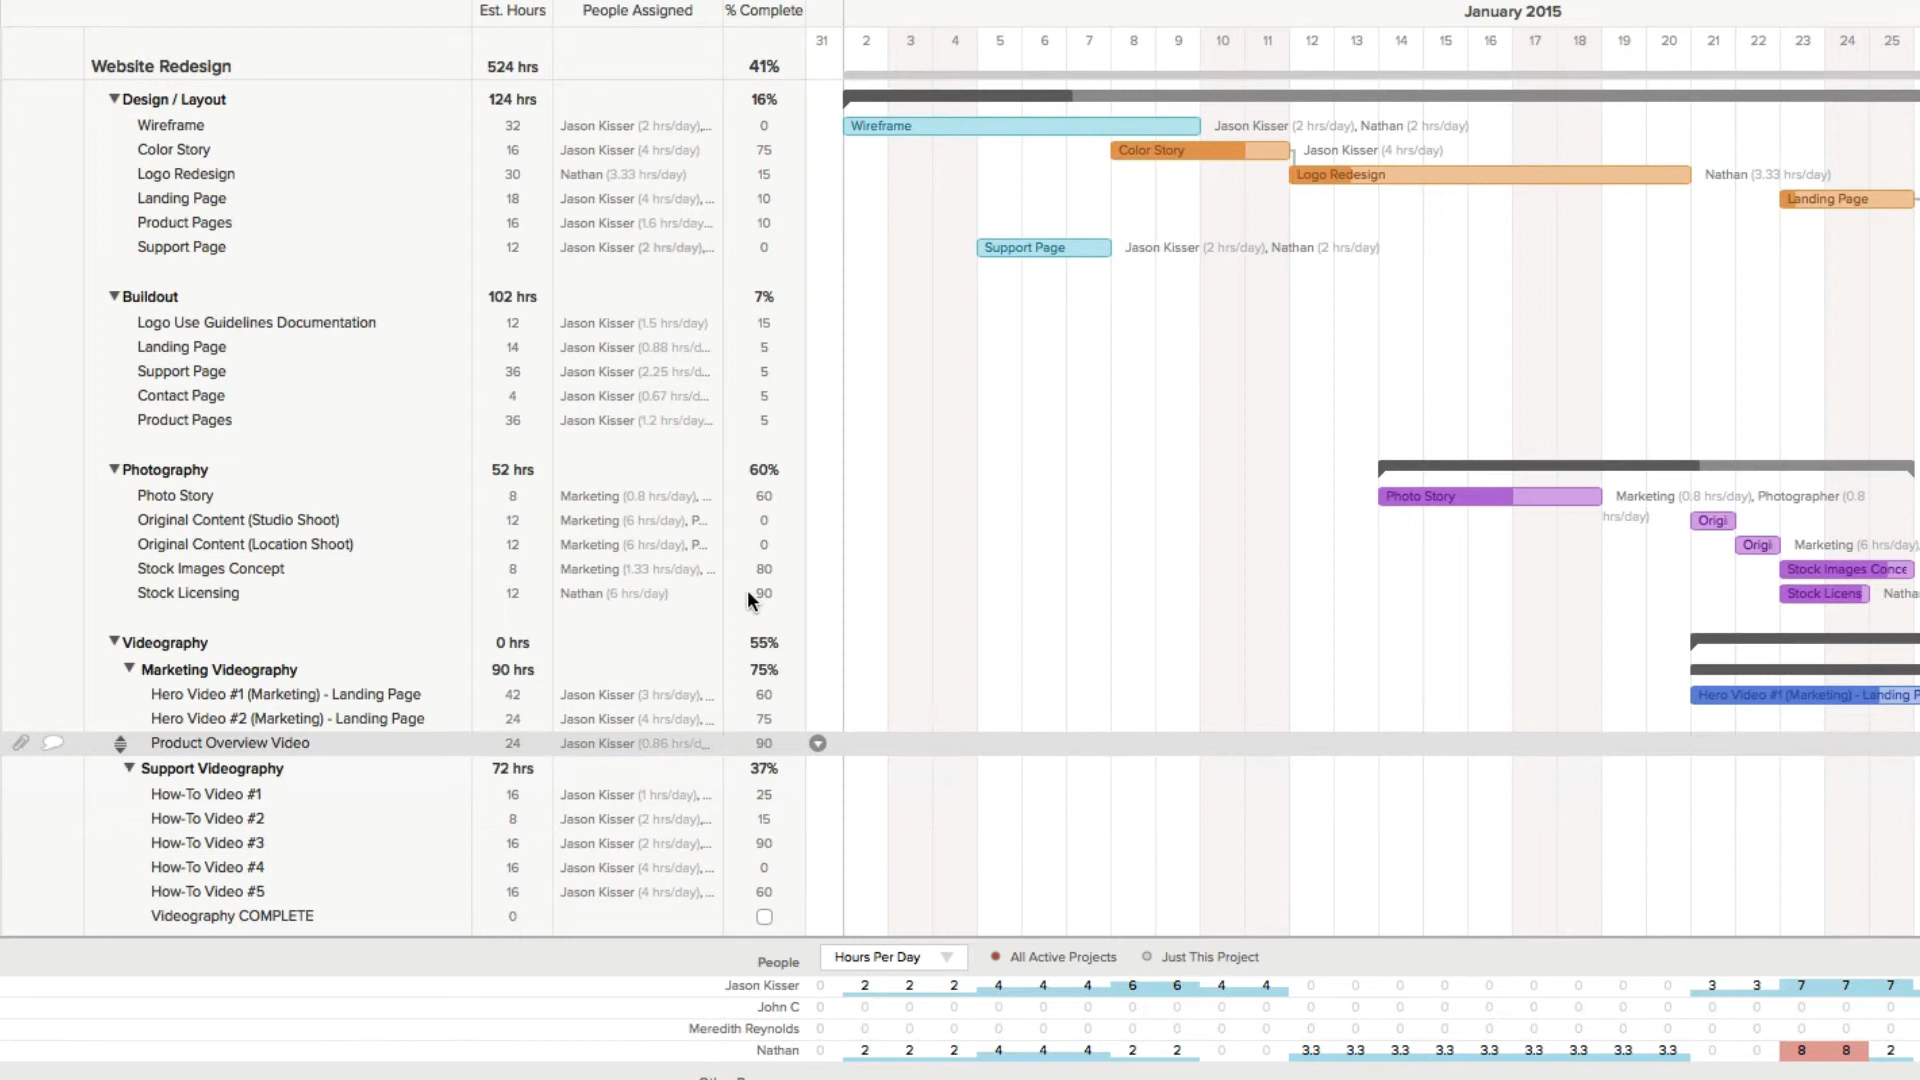 Est. Hours People Assigned % Complete January 2015
31 2 3 4 5 6 7 8 9 10 11 12 13 14 15 16 17 18 19 20 21 22 23 24 25
Website Redesign 524 hrs 41%
Design / Layout 124 hrs 16%
Wireframe 32 Jason Kisser (2 hrs/day),... 0 Wireframe Jason Kisser (2 hrs/day), Nathan (2 hrs/day)
Color Story 16 Jason Kisser (4 hrs/day) 75 Color Story Jason Kisser (4 hrs/day)
Logo Redesign 30 Nathan (3.33 hrs/day) 15 Logo Redesign Nathan (3.33 hrs/day)
Landing Page 18 Jason Kisser (4 hrs/day), ... 10 Landing Page
Product Pages 16 Jason Kisser (1.6 hrs/day... 10
Support Page 12 Jason Kisser (2 hrs/day),... 0 Support Page Jason Kisser (2 hrs/day), Nathan (2 hrs/day)
Buildout 102 hrs 7%
Logo Use Guidelines Documentation 12 Jason Kisser (1.5 hrs/day) 15
Landing Page 14 Jason Kisser (0.88 hrs/d... 5
Support Page 36 Jason Kisser (2.25 hrs/d... 5
Contact Page 4 Jason Kisser (0.67 hrs/d... 5
Product Pages 36 Jason Kisser (1.2 hrs/day... 5
Photography 52 hrs 60%
Photo Story 8 Marketing (0.8 hrs/day), ... 60 Photo Story Marketing (0.8 hrs/day), Photographer (0.8
hrs/day)
Original Content (Studio Shoot) 12 Marketing (6 hrs/day), P... 0 Origi
Original Content (Location Shoot) 12 Marketing (6 hrs/day), P... 0 Origi Marketing (6 hrs/day),
Stock Images Concept 8 Marketing (1.33 hrs/day), ... 80 Stock Images Conce
Stock Licensing 12 Nathan (6 hrs/day) 90 Stock Licens Natha
Videography 0 hrs 55%
Marketing Videography 90 hrs 75%
Hero Video #1 (Marketing) - Landing Page 42 Jason Kisser (3 hrs/day), ... 60 Hero Video #1 (Marketing) - Landing P
Hero Video #2 (Marketing) - Landing Page 24 Jason Kisser (4 hrs/day), ... 75
Product Overview Video 24 Jason Kisser (0.86 hrs/d... 90
Support Videography 72 hrs 37%
How-To Video #1 16 Jason Kisser (1 hrs/day), ... 25
How-To Video #2 8 Jason Kisser (2 hrs/day),... 15
How-To Video #3 16 Jason Kisser (2 hrs/day),... 90
How-To Video #4 16 Jason Kisser (4 hrs/day), ... 0
How-To Video #5 16 Jason Kisser (4 hrs/day), ... 60
Videography COMPLETE 0
People Hours Per Day All Active Projects Just This Project
Jason Kisser 0 2 2 2 4 4 4 6 6 4 4 0 0 0 0 0 0 0 0 0 3 3 7 7 7
John C 0 0 0 0 0 0 0 0 0 0 0 0 0 0 0 0 0 0 0 0 0 0 0 0 0
Meredith Reynolds 0 0 0 0 0 0 0 0 0 0 0 0 0 0 0 0 0 0 0 0 0 0 0 0 0
Nathan 0 2 2 2 4 4 4 2 2 0 0 3.3 3.3 3.3 3.3 3.3 3.3 3.3 3.3 3.3 0 0 8 8 2